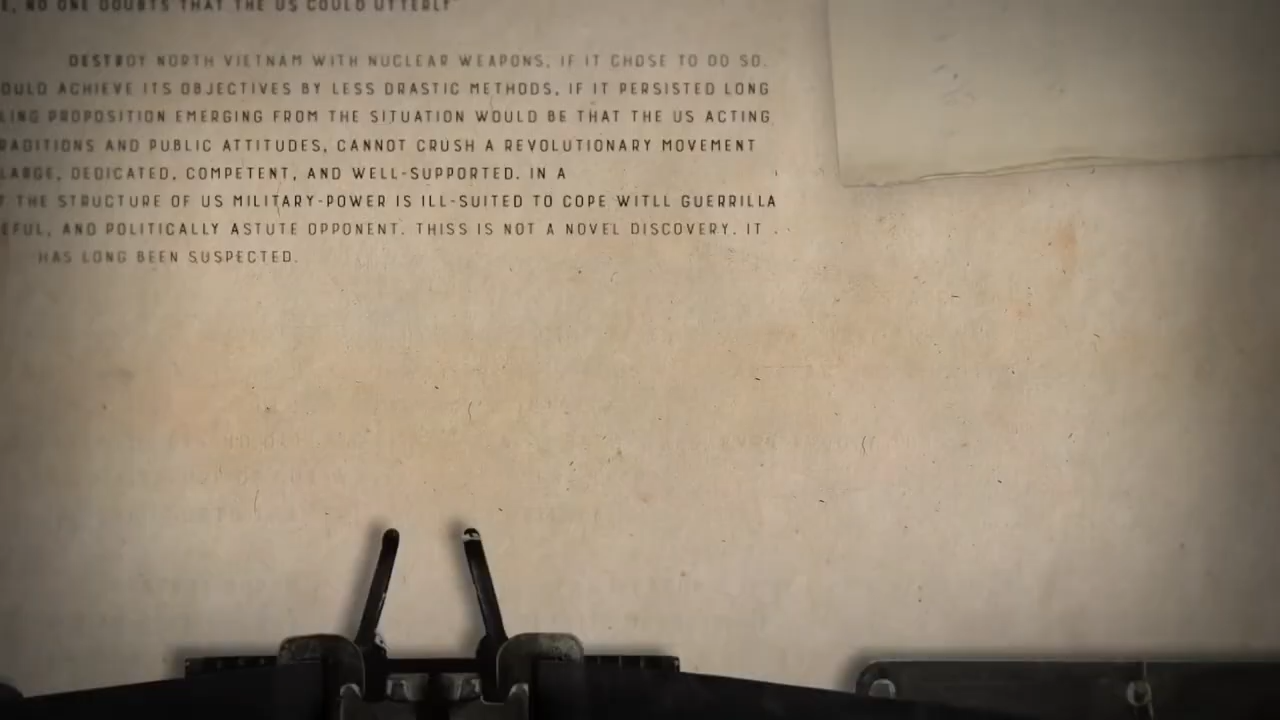 E, NO ONE DOUBTS THAT THE US COULD UTTERLY
DESTROY NORTH VIETNAM WITH NUCLEAR WEAPONS, IF IT CHOSE TO DO SO.
OULD ACHIEVE ITS OBJECTIVES BY LESS DRASTIC METHODS, IF IT PERSISTED LONG
LING PROPOSITION EMERGING FROM THE SITUATION WOULD BE THAT THE US ACTING
RADITIONS AND PUBLIC ATTITUDES, CANNOT CRUSH A REVOLUTIONARY MOVEMENT
LARGE, DEDICATED, COMPETENT, AND WELL-SUPPORTED. IN A
F THE STRUCTURE OF US MILITARY-POWER IS ILL-SUITED TO COPE WITLL GUERRILLA
EFUL, AND POLITICALLY ASTUTE OPPONENT. THISS IS NOT A NOVEL DISCOVERY. IT .
HAS LONG BEEN SUSPECTED.